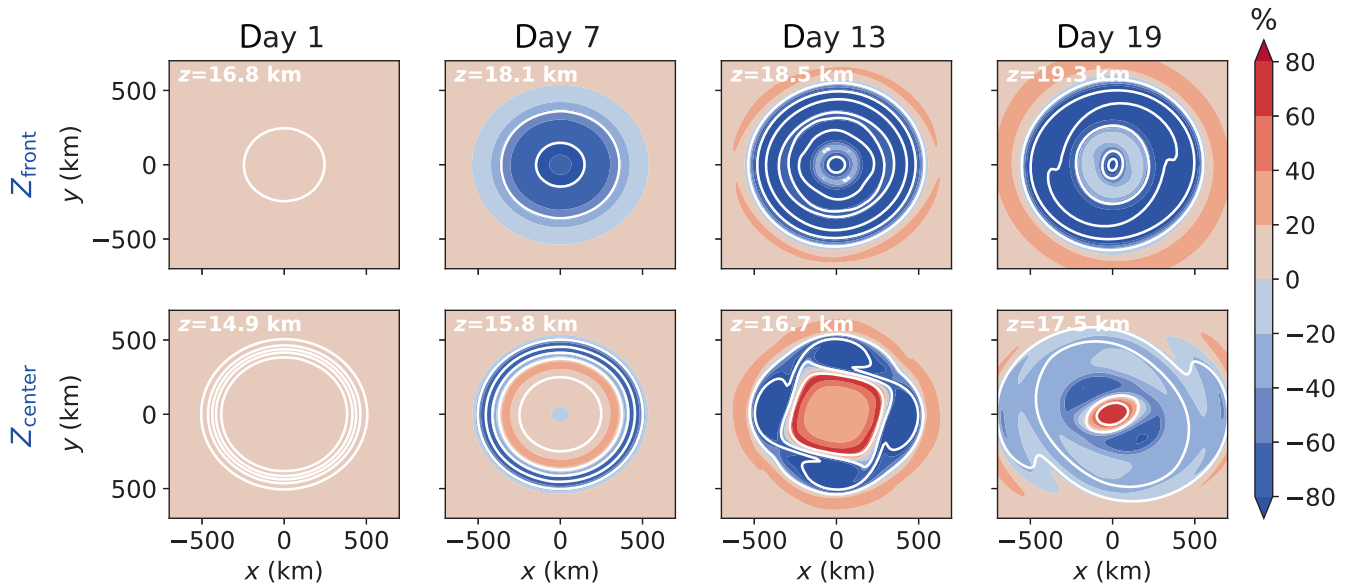 Day 1 Day 7 Day 13 Day 19 %
z=16.8 km z=18.1 km z=18.5 km z=19.3 km
Zfront
y (km)
500
0
−500
80
60
40
20
0
−20
−40
−60
−80
z=14.9 km z=15.8 km z=16.7 km z=17.5 km
Zcenter
y (km)
500
0
500
−500 0 500 −500 0 500 −500 0 500 −500 0 500
x (km) x (km) x (km) x (km)